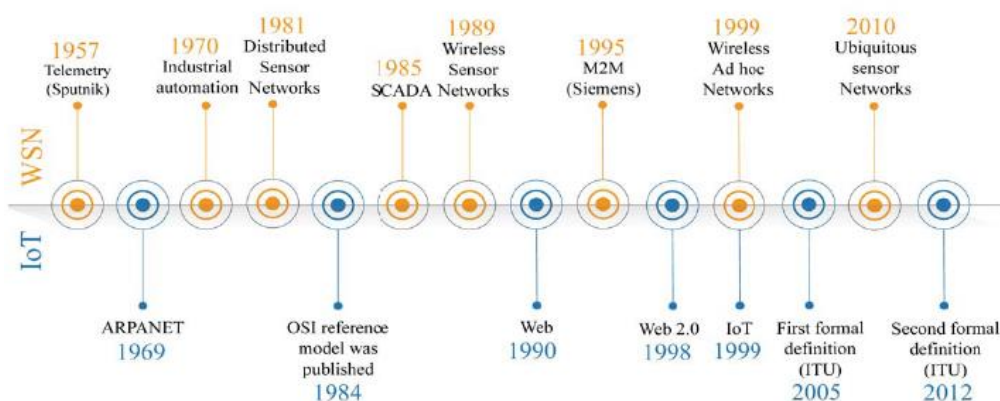 1957
Telemetry
(Sputnik)
1970
Industrial
automation
1981
Distributed
Sensor
Networks
1985
SCADA
1989
Wireless
Sensor
Networks
1995
M2M
(Siemens)
1999
Wireless
Ad hoc
Networks
2010
Ubiquitous
sensor
Networks
WSN
IoT
ARPANET
1969
OSI reference
model was
published
1984
Web
1990
Web 2.0
1998
IoT
1999
First formal
definition
(ITU)
2005
Second formal
definition
(ITU)
2012